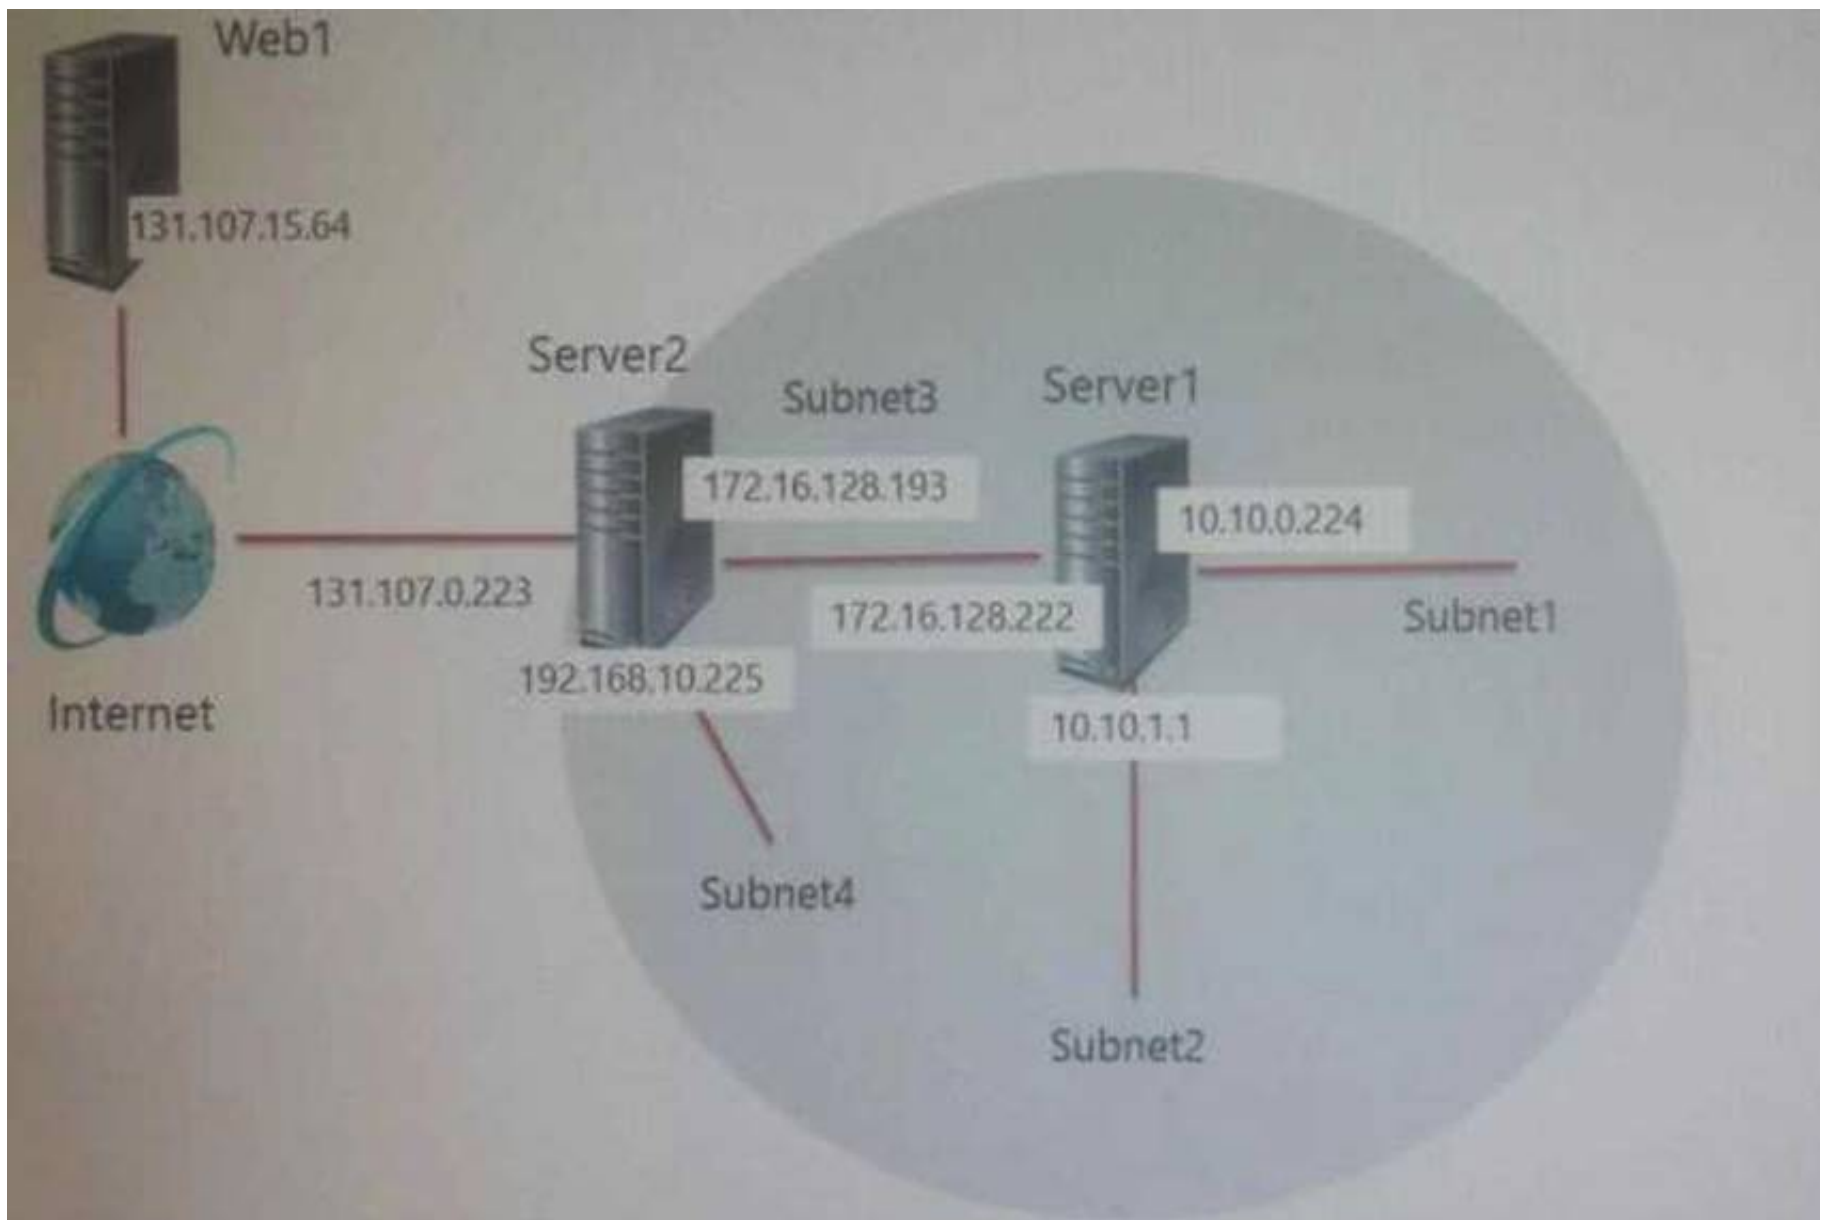 Web1
131.107.15.64
Server2
Subnet3
Server1
172.16.128.193
10.10.0.224
131.107.0.223
172.16.128.222
Subnet1
192.168.10.225
Internet
10.10.1.1
Subnet4
Subnet2